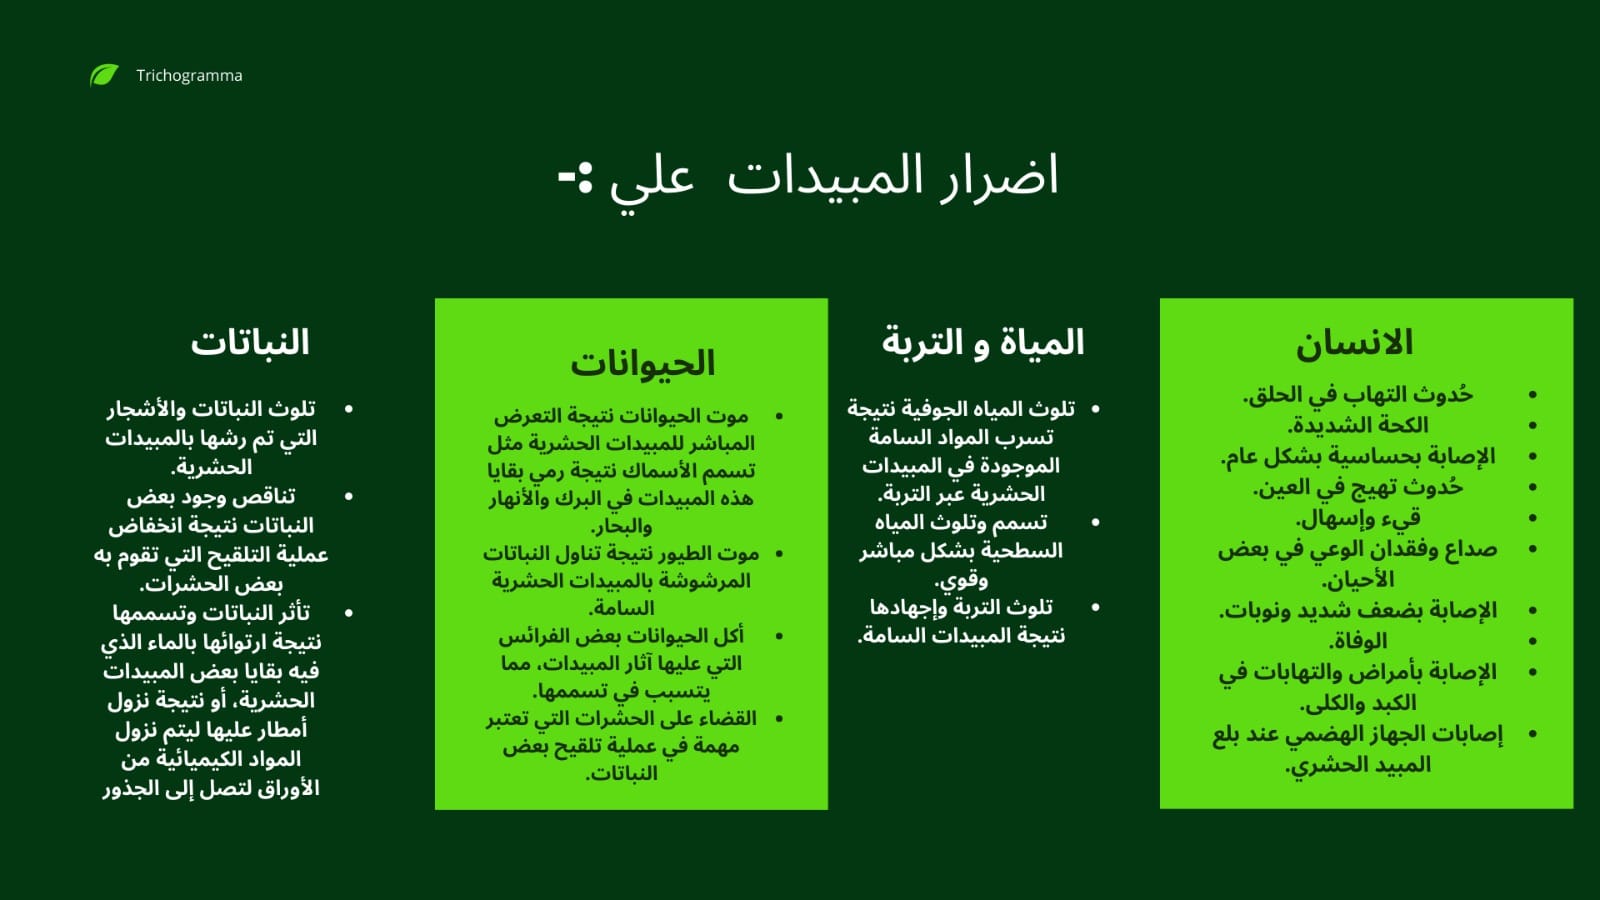 Trichogramma
اضرار المبيدات علي :-
الانسان
• حُدوث التهاب في الحلق.
• الكحة الشديدة.
• الإصابة بحساسية بشكل عام.
• حُدوث تهيج في العين.
• قيء وإسهال.
• صداع وفقدان الوعي في بعض
الأحيان.
• الإصابة بضعف شديد ونوبات.
• الوفاة.
• الإصابة بأمراض والتهابات في
الكبد والكلى.
• إصابات الجهاز الهضمي عند بلع
المبيد الحشري.
المياة و التربة
• تلوث المياه الجوفية نتيجة
تسرب المواد السامة
الموجودة في المبيدات
الحشرية عبر التربة.
• تسمم وتلوث المياه
السطحية بشكل مباشر
وقوي.
• تلوث التربة وإجهادها
نتيجة المبيدات السامة.
الحيوانات
• موت الحيوانات نتيجة التعرض
المباشر للمبيدات الحشرية مثل
تسمم الأسماك نتيجة رمي بقايا
هذه المبيدات في البرك والأنهار
والبحار.
• موت الطيور نتيجة تناول النباتات
المرشوشة بالمبيدات الحشرية
السامة.
• أكل الحيوانات بعض الفرائس
التي عليها آثار المبيدات، مما
يتسبب في تسممها.
• القضاء على الحشرات التي تعتبر
مهمة في عملية تلقيح بعض
النباتات.
النباتات
• تلوث النباتات والأشجار
التي تم رشها بالمبيدات
الحشرية.
• تناقص وجود بعض
النباتات نتيجة انخفاض
عملية التلقيح التي تقوم به
بعض الحشرات.
• تأثر النباتات وتسممها
نتيجة ارتوائها بالماء الذي
فيه بقايا بعض المبيدات
الحشرية، أو نتيجة نزول
أمطار عليها ليتم نزول
المواد الكيميائية من
الأوراق لتصل إلى الجذور